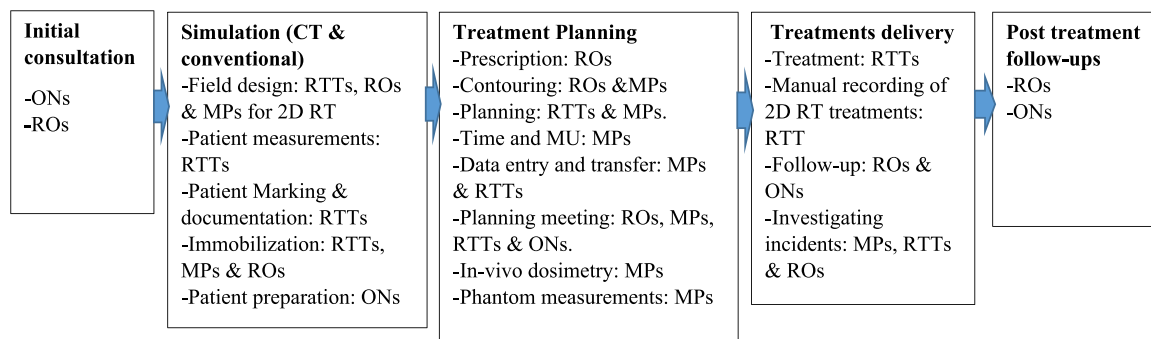 Initial
consultation
-ONs
-ROs
Simulation (CT &
conventional)
-Field design: RTTs, ROs
& MPs for 2D RT
-Patient measurements:
RTTs
-Patient Marking &
documentation: RTTs
-Immobilization: RTTs,
MPs & ROs
-Patient preparation: ONs
Treatment Planning
-Prescription: ROs
-Contouring: ROs &MPs
-Planning: RTTs & MPs.
-Time and MU: MPs
-Data entry and transfer: MPs
& RTTs
-Planning meeting: ROs, MPs,
RTTs & ONs.
-In-vivo dosimetry: MPs
-Phantom measurements: MPs
Treatments delivery
-Treatment: RTTs
-Manual recording of
2D RT treatments:
RTT
-Follow-up: ROs &
ONs
-Investigating
incidents: MPs, RTTs
& ROs
Post treatment
follow-ups
-ROs
-ONs